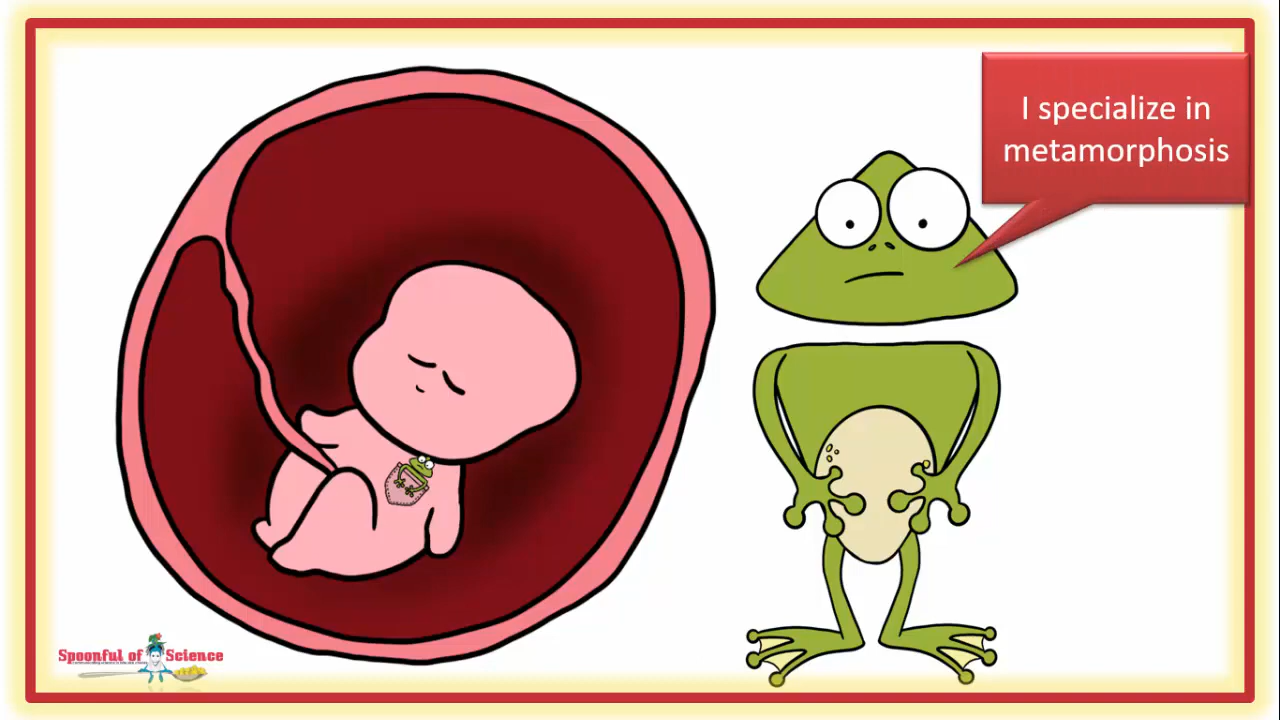 I specialize in
metamorphosis
Spoonful of Science